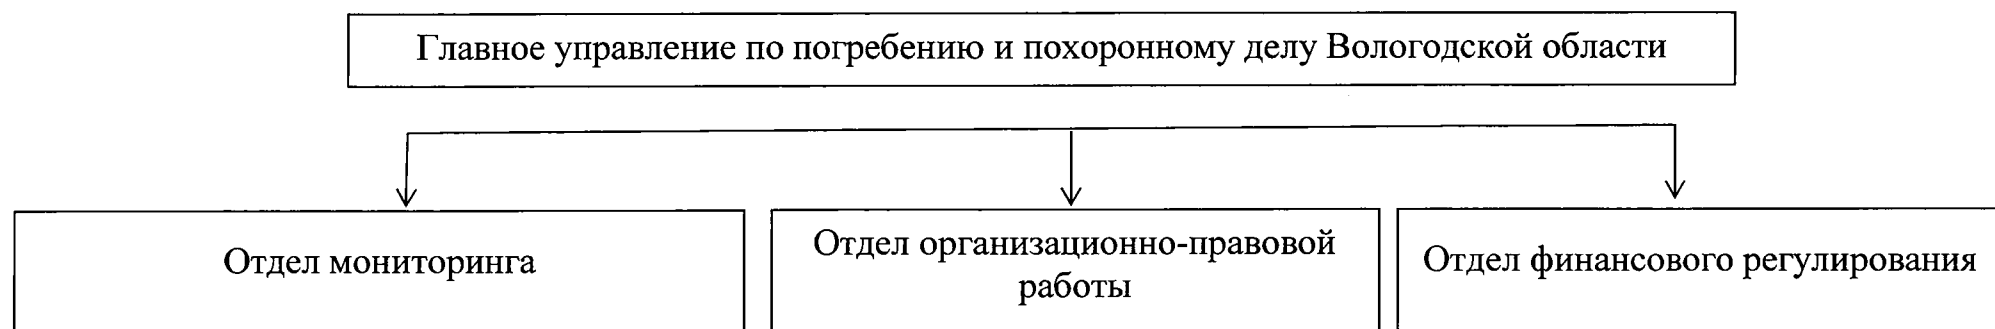 Главное управление по погребению и похоронному делу Вологодской области
Отдел мониторинга
Отдел организационно-правовой
работы
Отдел финансового регулирования